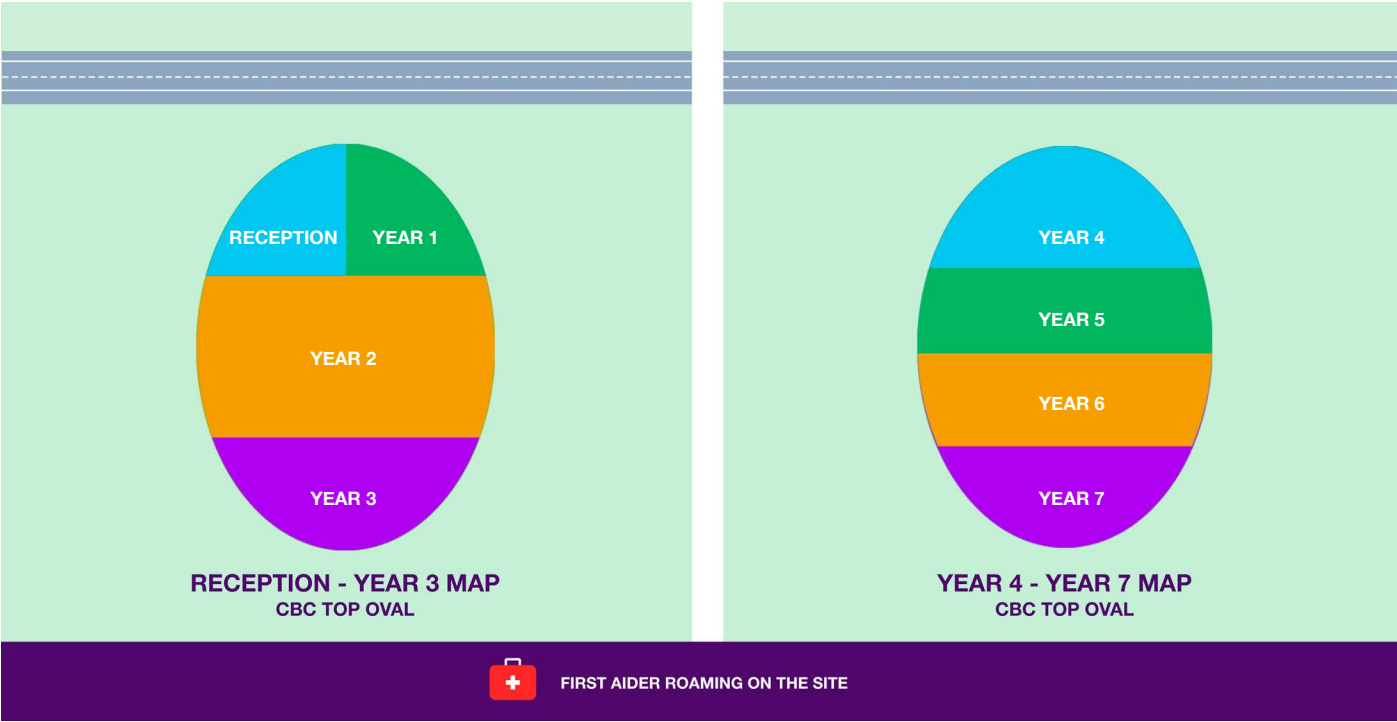 RECEPTION
YEAR 1
YEAR 2
YEAR 3
RECEPTION - YEAR 3 MAP
CBC TOP OVAL
YEAR 4
YEAR 5
YEAR 6
YEAR 7
YEAR 4 - YEAR 7 MAP
CBC TOP OVAL
FIRST AIDER ROAMING ON THE SITE